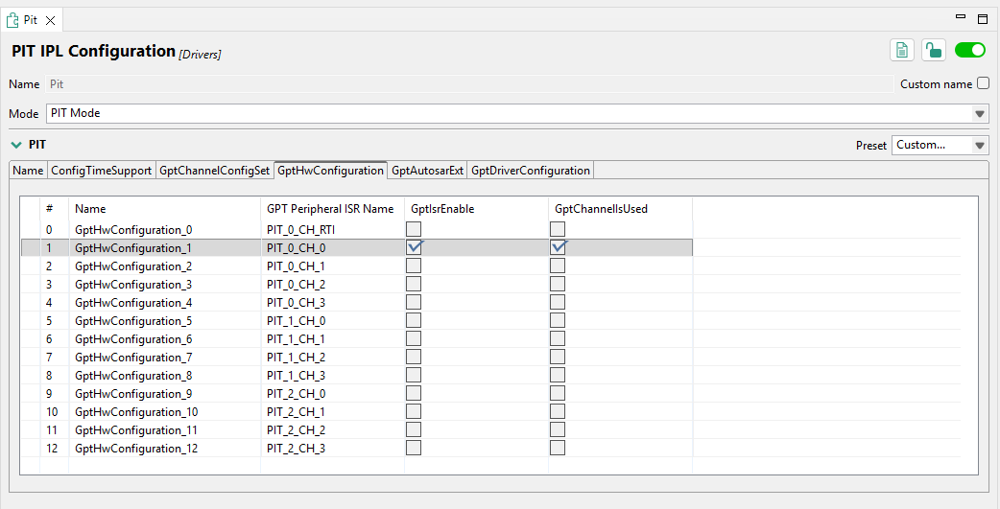 Pit
PIT IPL Configuration [Drivers]
Name Pit Custom name
Mode PIT Mode
PIT Preset Custom...
Name ConfigTimeSupport GptChannelConfigSet GptHwConfiguration GptAutosarExt GptDriverConfiguration
# Name GPT Peripheral ISR Name GptIsrEnable GptChannelIsUsed
0 GptHwConfiguration_0 PIT_0_CH_RTI
1 GptHwConfiguration_1 PIT_0_CH_0
2 GptHwConfiguration_2 PIT_0_CH_1
3 GptHwConfiguration_3 PIT_0_CH_2
4 GptHwConfiguration_4 PIT_0_CH_3
5 GptHwConfiguration_5 PIT_1_CH_0
6 GptHwConfiguration_6 PIT_1_CH_1
7 GptHwConfiguration_7 PIT_1_CH_2
8 GptHwConfiguration_8 PIT_1_CH_3
9 GptHwConfiguration_9 PIT_2_CH_0
10 GptHwConfiguration_10 PIT_2_CH_1
11 GptHwConfiguration_11 PIT_2_CH_2
12 GptHwConfiguration_12 PIT_2_CH_3